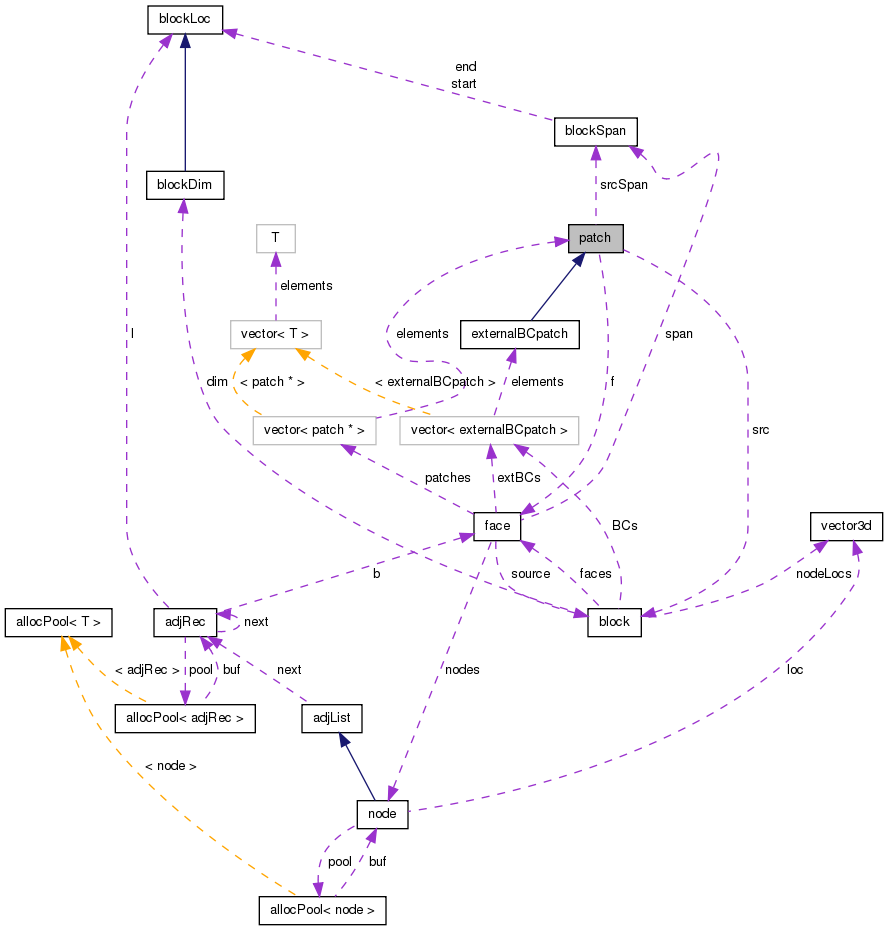 blockLoc
end
start
blockSpan
blockDim
srcSpan
T
patch
elements
vector< T >
externalBCpatch
elements
span
l
dim
< patch * >
< externalBCpatch >
elements
f
vector< patch * >
vector< externalBCpatch >
src
patches
extBCs
face
BCs
vector3d
b
source
faces
nodeLocs
allocPool< T >
adjRec
next
block
< adjRec >
pool
buf
next
nodes
loc
allocPool< adjRec >
adjList
< node >
node
pool
buf
allocPool< node >